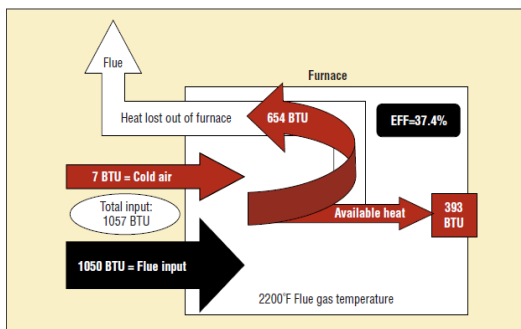 Flue
Furnace
Heat lost out of furnace
654 BTU
EFF=37.4%
7 BTU = Cold air
Total input:
1057 BTU
Available heat
393
BTU
1050 BTU = Flue input
2200°F Flue gas temperature